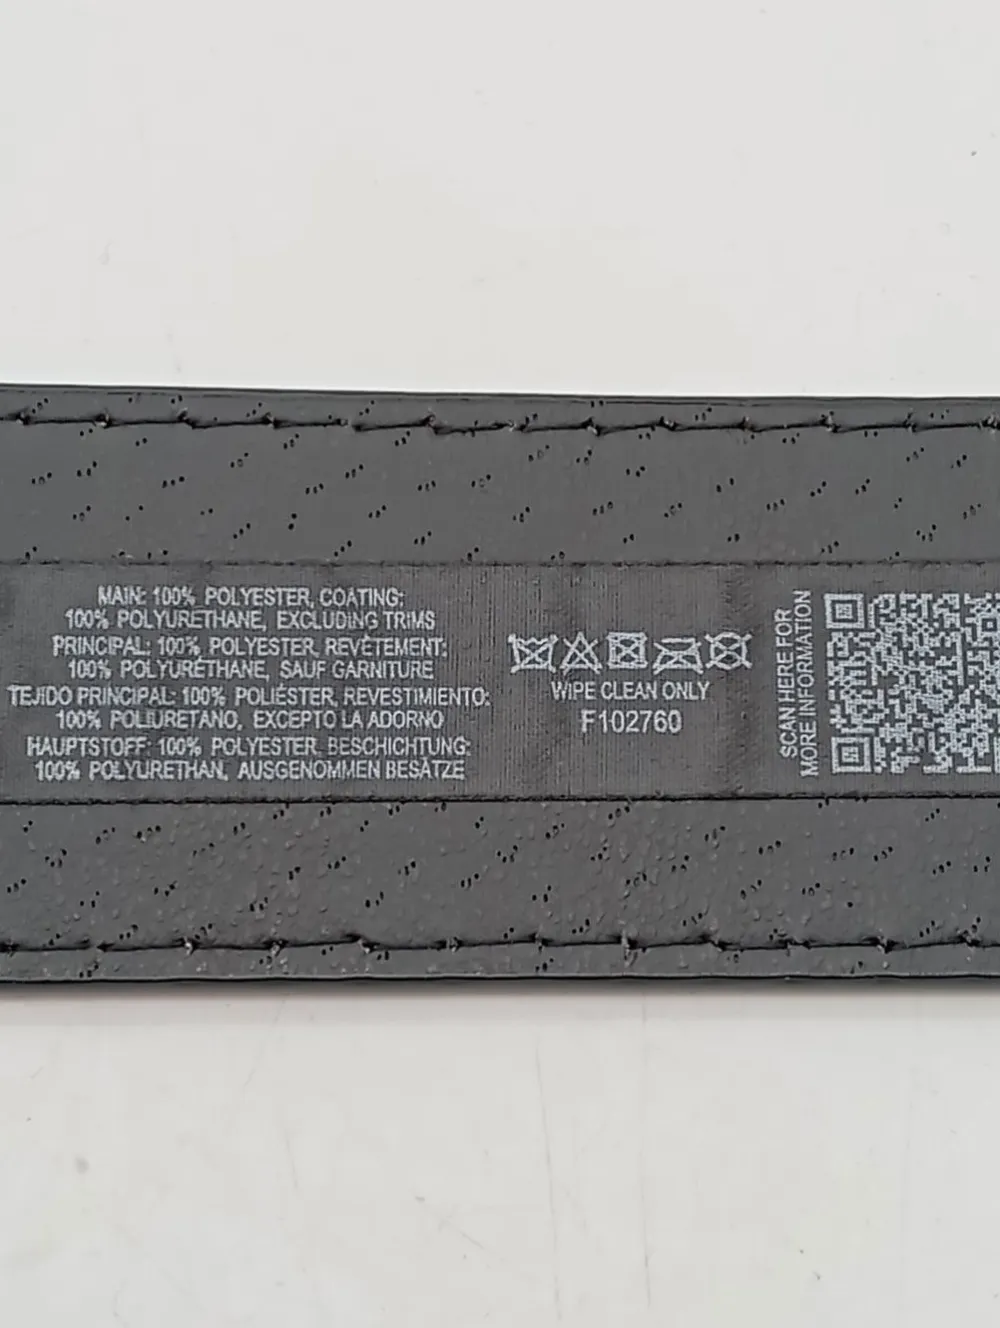 MAIN: 100% POLYESTER, COATING:
100% POLYURETHANE, EXCLUDING TRIMS
PRINCIPAL: 100% POLYESTER, REVÊTEMENT:
100% POLYURÉTHANE, SAUF GARNITURE
TEJIDO PRINCIPAL: 100% POLIÉSTER, REVESTIMIENTO:
100% POLIURETANO, EXCEPTO LA ADORNO
HAUPTSTOFF: 100% POLYESTER, BESCHICHTUNG:
100% POLYURETHAN, AUSGENOMMEN BESÄTZE
WIPE CLEAN ONLY
F102760
SCAN HERE FOR
MORE INFORMATION